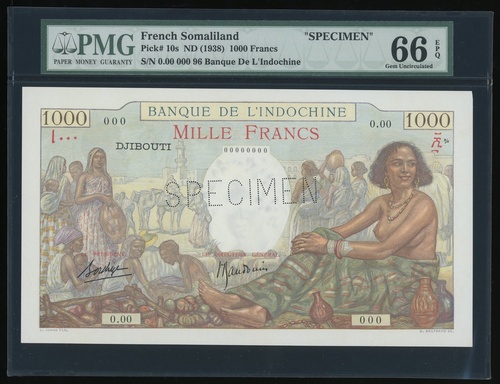 PMG
PAPER MONEY GUARANTY
French Somaliland "SPECIMEN"
Pick# 10s ND (1938) 1000 Francs
S/N 0.00 000 96 Banque De L'Indochine
66 EPQ
Gem Uncirculated
BANQUE DE L'INDOCHINE
1000 000 MILLE FRANCS 0.00 1000
١٠٠٠
DJIBOUTI
00000000
SPECIMEN
0.00 000